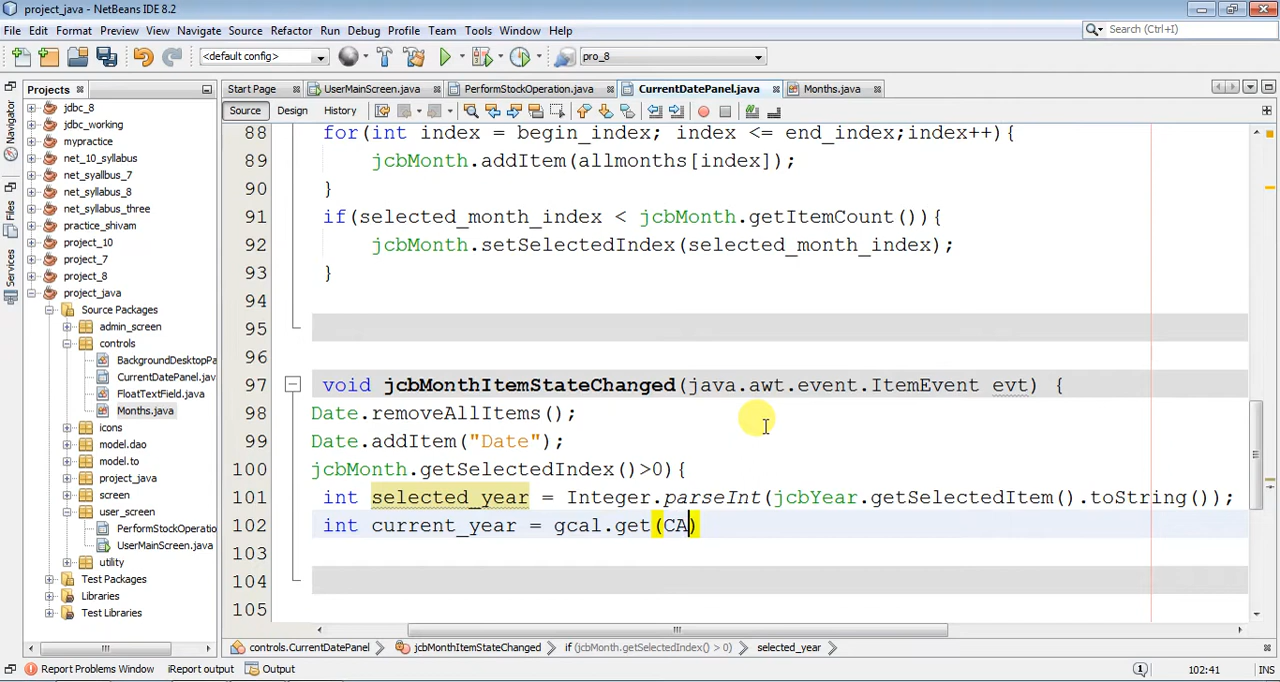 project_java - NetBeans IDE 8.2
File Edit Format Preview View Navigate Source Refactor Run Debug Profile Team Tools Window Help
Search (Ctrl+I)
<default config>
pro_8
Projects
Start Page
UserMainScreen.java
PerformStockOperation.java
CurrentDatePanel.java
Months.java
Source
Design
History
Navigator
Files
Services
jdbc_8
jdbc_working
mypractice
net_10_syllabus
net_syallbus_7
net_syllabus_8
net_syllabus_three
practice_shivam
project_10
project_7
project_8
project_java
Source Packages
admin_screen
controls
BackgroundDesktopPa
CurrentDatePanel.jav
FloatTextField.java
Months.java
icons
model.dao
model.to
project_java
screen
user_screen
PerformStockOperatio
UserMainScreen.java
utility
Test Packages
Libraries
Test Libraries
88 for(int index = begin_index; index <= end_index;index++){
89 jcbMonth.addItem(allmonths[index]);
90 }
91 if(selected_month_index < jcbMonth.getItemCount()){
92 jcbMonth.setSelectedIndex(selected_month_index);
93 }
94
95
96
97 void jcbMonthItemStateChanged(java.awt.event.ItemEvent evt) {
98 Date.removeAllItems();
99 Date.addItem("Date");
100 jcbMonth.getSelectedIndex()>0){
101 int selected_year = Integer.parseInt(jcbYear.getSelectedItem().toString());
102 int current_year = gcal.get(CA)
103
104
105
controls.CurrentDatePanel
jcbMonthItemStateChanged
if (jcbMonth.getSelectedIndex() > 0)
selected_year
Report Problems Window
iReport output
Output
1
102:41
INS